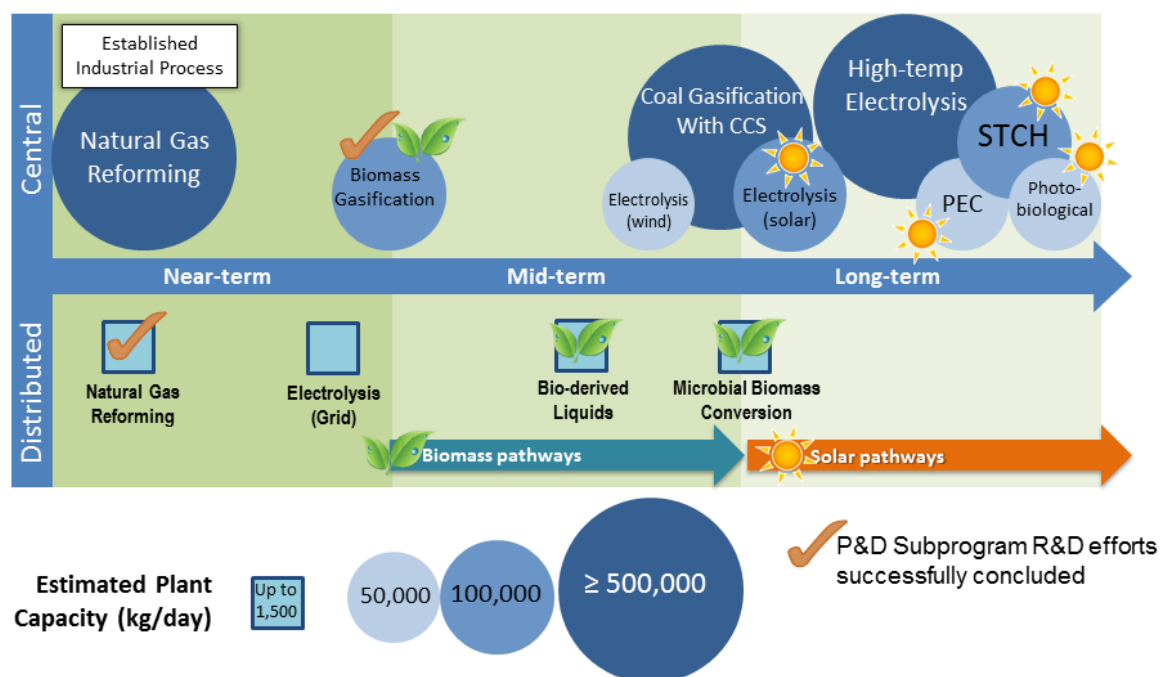 Established
Industrial Process
Central
Natural Gas
Reforming
Biomass
Gasification
Coal Gasification
With CCS
Electrolysis
(wind)
Electrolysis
(solar)
High-temp
Electrolysis
STCH
PEC
Photo-
biological
Near-term
Mid-term
Long-term
Distributed
Natural Gas
Reforming
Electrolysis
(Grid)
Bio-derived
Liquids
Microbial Biomass
Conversion
Biomass pathways
Solar pathways
Estimated Plant
Capacity (kg/day)
Up to
1,500
50,000
100,000
≥ 500,000
P&D Subprogram R&D efforts
successfully concluded